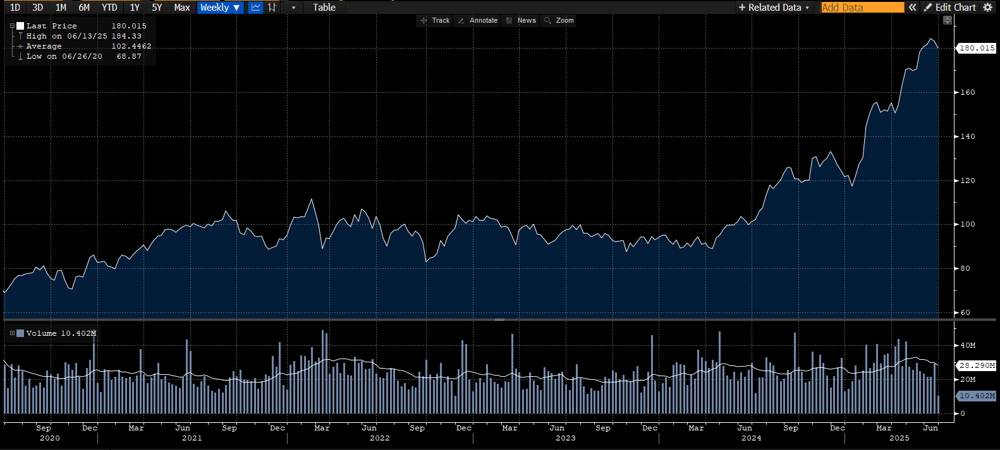 1D 3D 1M 6M YTD 1Y 5Y Max Weekly ▼ Table + Related Data ▾ Add Data « Edit Chart
Track Annotate News Zoom
Last Price 180.015
High on 06/13/25 184.33
Average 102.4462
Low on 06/26/20 68.87
180.015
160
140
120
100
80
60
Volume 10.402M
40M
28.290M
20M
10.402M
0
Sep Dec Mar Jun Sep Dec Mar Jun Sep Dec Mar Jun Sep Dec Mar Jun Sep Dec Mar Jun
2020 2021 2022 2023 2024 2025